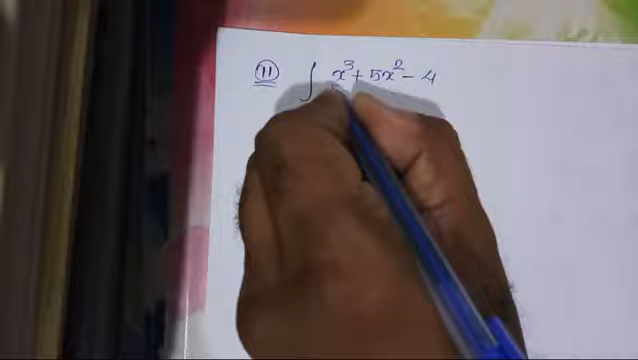 ⑪ ∫ x³ + 5x² - 4